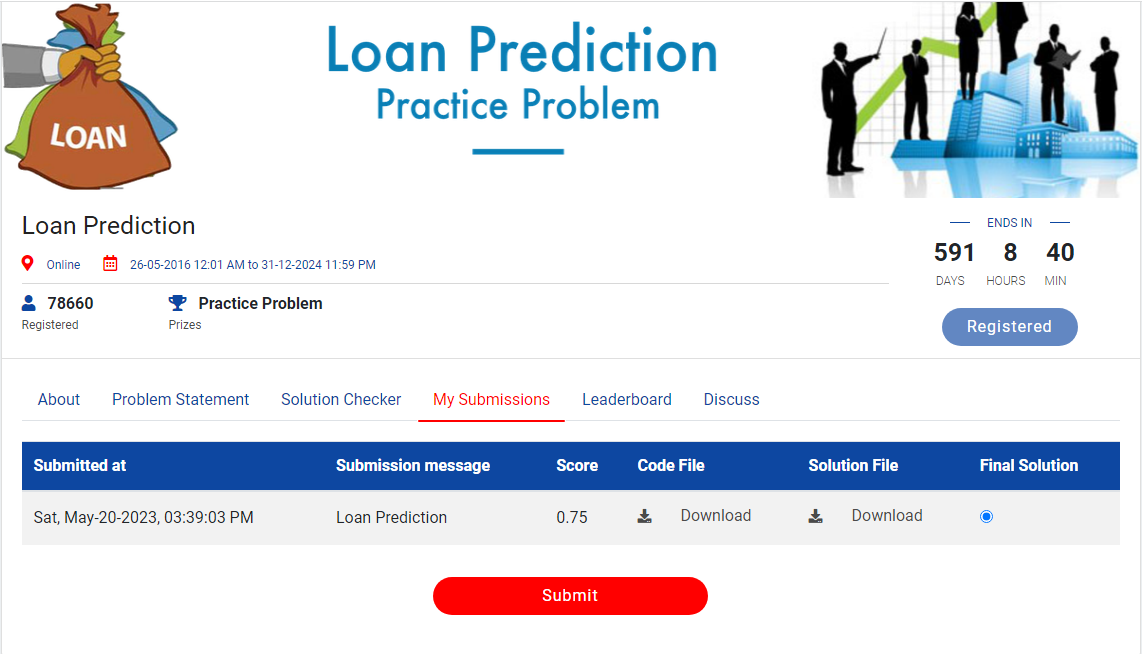 LOAN
Loan Prediction
Practice Problem
Loan Prediction
Online 26-05-2016 12:01 AM to 31-12-2024 11:59 PM
78660 Practice Problem
Registered Prizes
ENDS IN
591 8 40
DAYS HOURS MIN
Registered
About Problem Statement Solution Checker My Submissions Leaderboard Discuss
Submitted at Submission message Score Code File Solution File Final Solution
Sat, May-20-2023, 03:39:03 PM Loan Prediction 0.75 Download Download
Submit